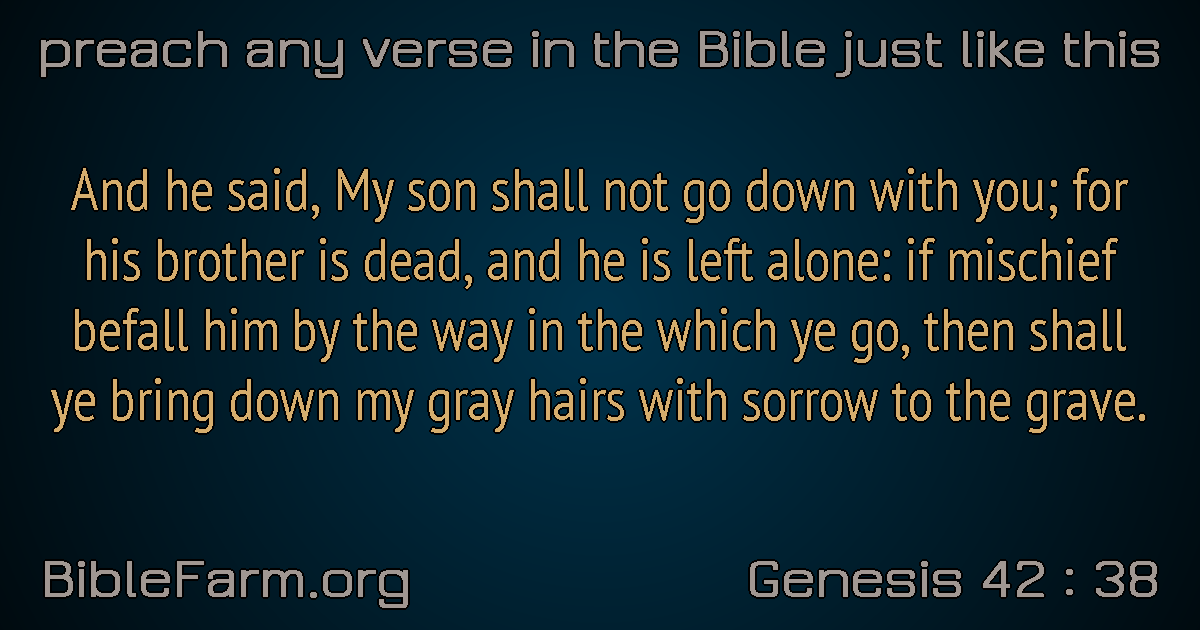 preach any verse in the Bible just like this
And he said, My son shall not go down with you; for
his brother is dead, and he is left alone: if mischief
befall him by the way in the which ye go, then shall
ye bring down my gray hairs with sorrow to the grave.
BibleFarm.org
Genesis 42 : 38